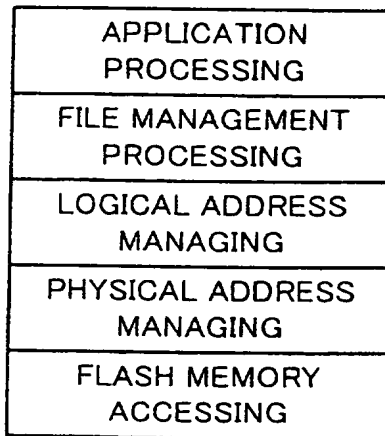 APPLICATION
PROCESSING
FILE MANAGEMENT
PROCESSING
LOGICAL ADDRESS
MANAGING
PHYSICAL ADDRESS
MANAGING
FLASH MEMORY
ACCESSING